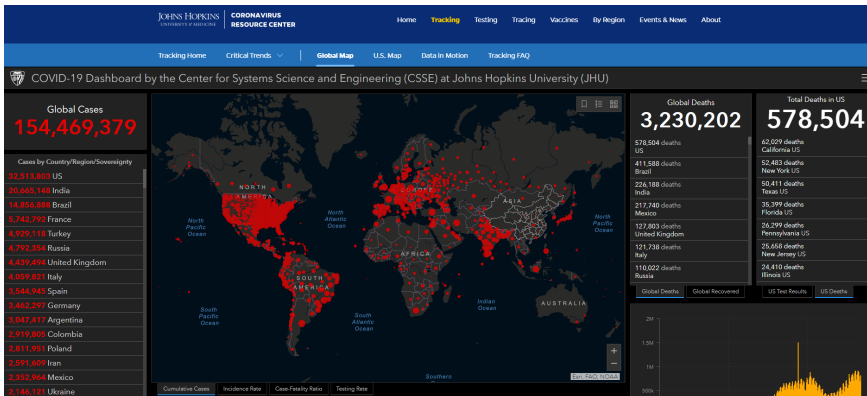 JOHNS HOPKINS
UNIVERSITY & MEDICINE
CORONAVIRUS
RESOURCE CENTER
Home Tracking Testing Tracing Vaccines By Region Events & News About
Tracking Home Critical Trends Global Map U.S. Map Data in Motion Tracking FAQ
COVID-19 Dashboard by the Center for Systems Science and Engineering (CSSE) at Johns Hopkins University (JHU)
Global Cases
154,469,379
Cases by Country/Region/Sovereignty
32,513,803 US
20,665,148 India
14,856,888 Brazil
5,742,792 France
4,929,118 Turkey
4,792,354 Russia
4,439,494 United Kingdom
4,059,821 Italy
3,544,945 Spain
3,462,297 Germany
3,047,417 Argentina
2,919,805 Colombia
2,811,951 Poland
2,591,609 Iran
2,352,964 Mexico
2,146,121 Ukraine
NORTH
AMERICA
EUROPE
ASIA
North
Pacific
Ocean
North
Atlantic
Ocean
North
Pacific
Ocean
AFRICA
SOUTH
AMERICA
Indian
Ocean
AUSTRALIA
South
Pacific
Ocean
South
Atlantic
Ocean
Southern
Esri, FAO, NOAA
Cumulative Cases Incidence Rate Case-Fatality Ratio Testing Rate
Global Deaths
3,230,202
578,504 deaths
US
411,588 deaths
Brazil
226,188 deaths
India
217,740 deaths
Mexico
127,803 deaths
United Kingdom
121,738 deaths
Italy
110,022 deaths
Russia
Global Deaths Global Recovered
Total Deaths in US
578,504
62,029 deaths
California US
52,483 deaths
New York US
50,411 deaths
Texas US
35,399 deaths
Florida US
26,299 deaths
Pennsylvania US
25,658 deaths
New Jersey US
24,410 deaths
Illinois US
US Test Results US Deaths
2M
1.5M
1M
500k